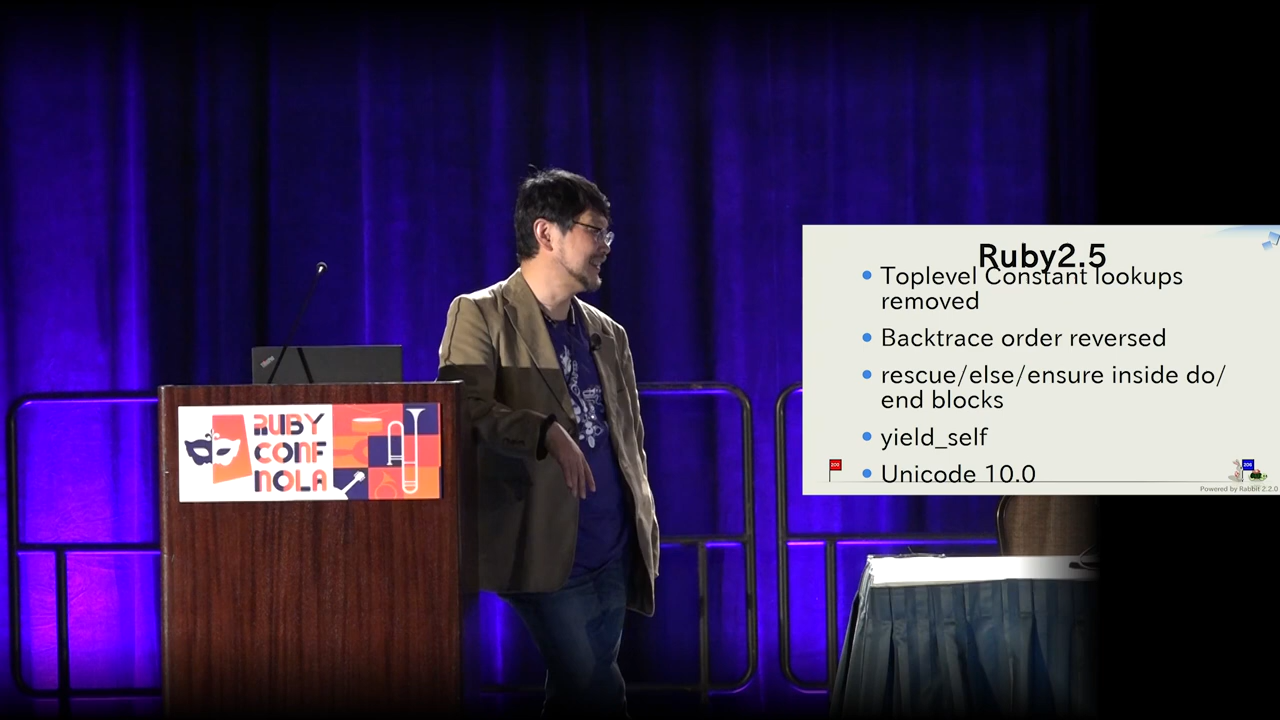 Ruby2.5
Toplevel Constant lookups
removed
Backtrace order reversed
rescue/else/ensure inside do/
end blocks
yield_self
Unicode 10.0
Powered by Rabbit 2.2.0
RUBY
CONF
NOLA